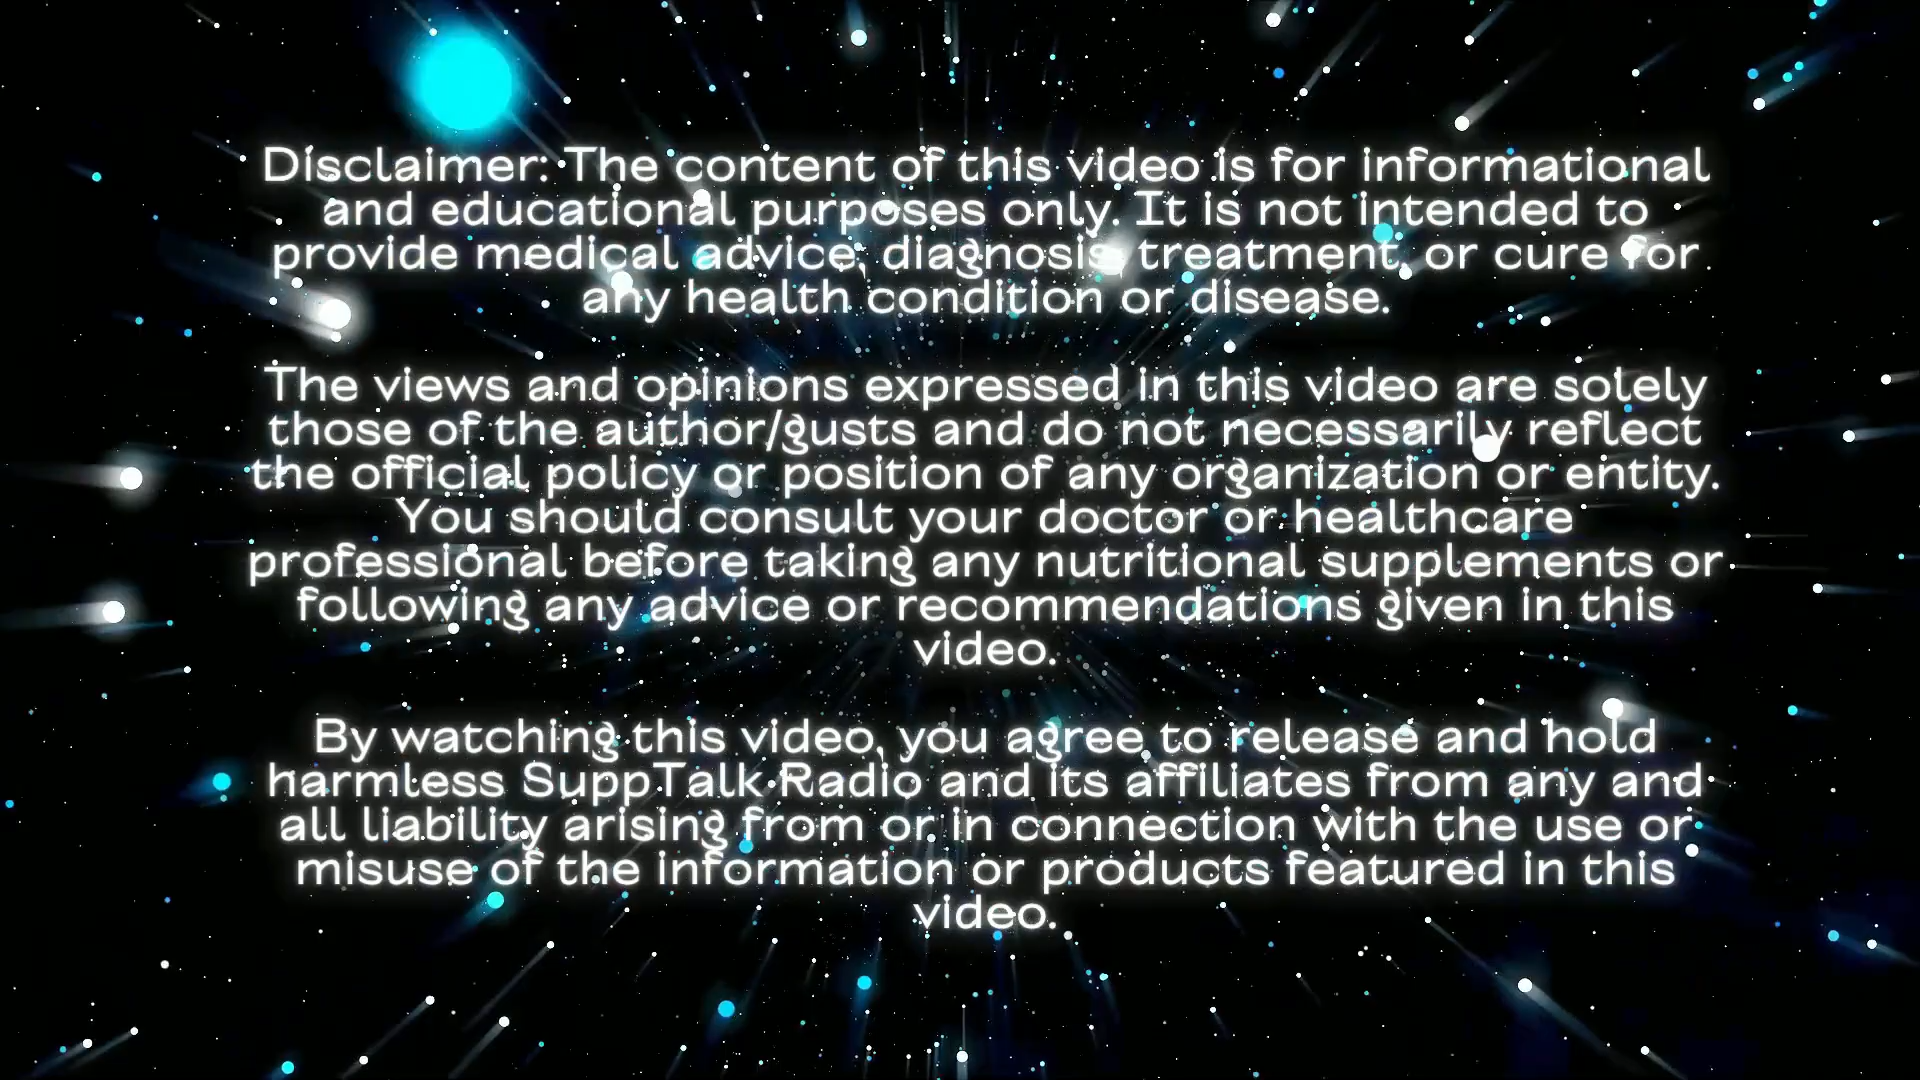 Disclaimer: The content of this video is for informational
and educational purposes only. It is not intended to
provide medical advice, diagnosis, treatment, or cure for
any health condition or disease.
The views and opinions expressed in this video are solely
those of the author/gusts and do not necessarily reflect
the official policy or position of any organization or entity.
You should consult your doctor or healthcare
professional before taking any nutritional supplements or
following any advice or recommendations given in this
video.
By watching this video, you agree to release and hold
harmless SuppTalk Radio and its affiliates from any and
all liability arising from or in connection with the use or
misuse of the information or products featured in this
video.